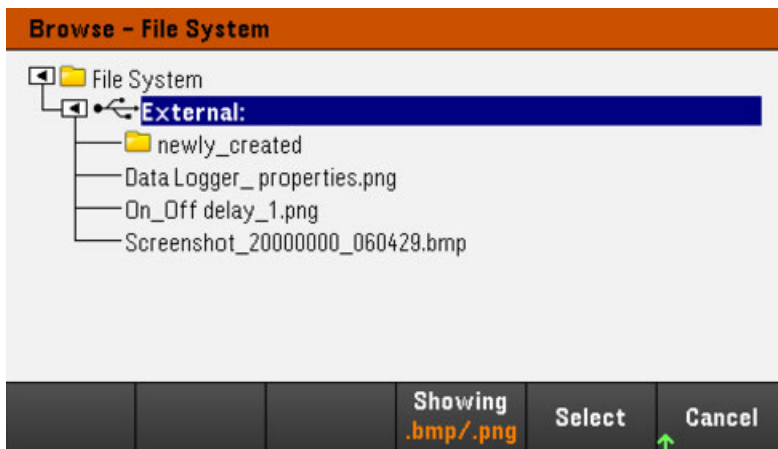 Browse - File System
File System
External:
newly_created
Data Logger_ properties.png
On_Off delay_1.png
Screenshot_20000000_060429.bmp
Showing
.bmp/.png
Select
Cancel